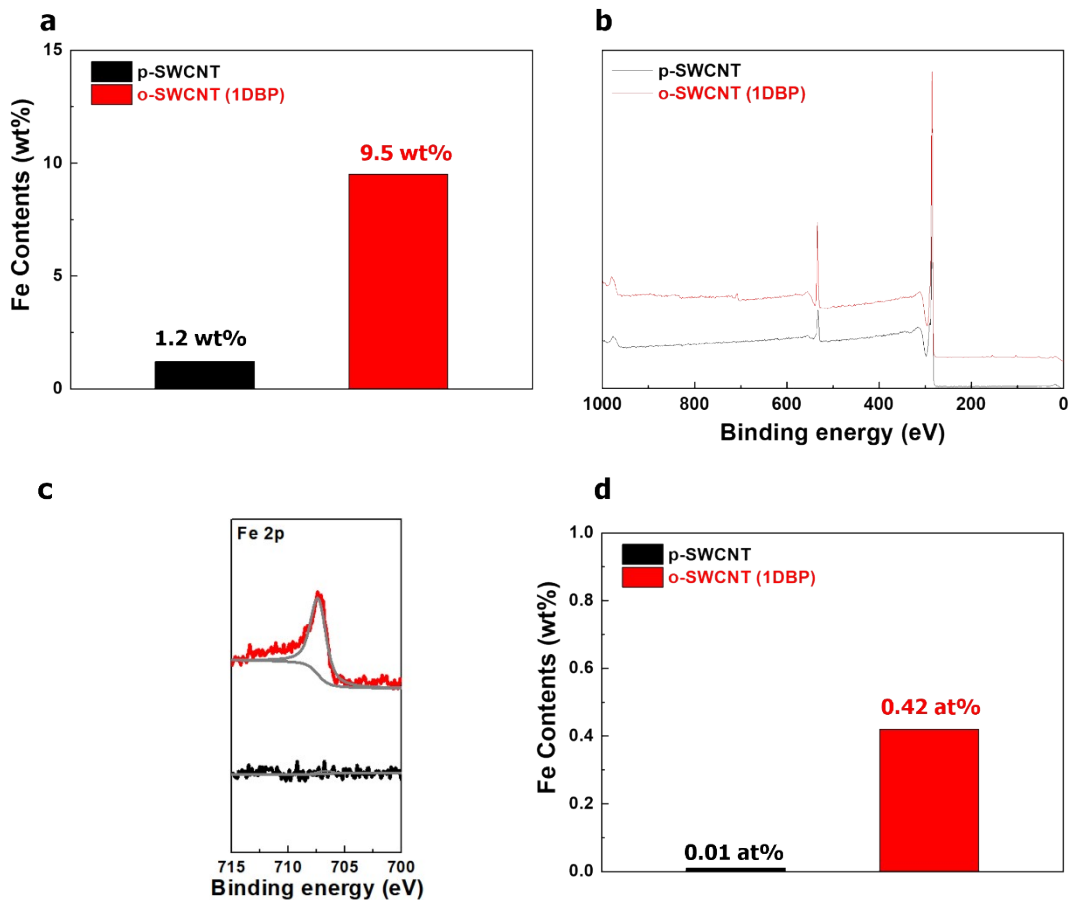 a
15
10
5
0
Fe Contents (wt%)
p-SWCNT
o-SWCNT (1DBP)
1.2 wt%
9.5 wt%
b
p-SWCNT
o-SWCNT (1DBP)
1000 800 600 400 200 0
Binding energy (eV)
c
Fe 2p
715 710 705 700
Binding energy (eV)
d
1.0
0.8
0.6
0.4
0.2
0.0
Fe Contents (wt%)
p-SWCNT
o-SWCNT (1DBP)
0.01 at%
0.42 at%